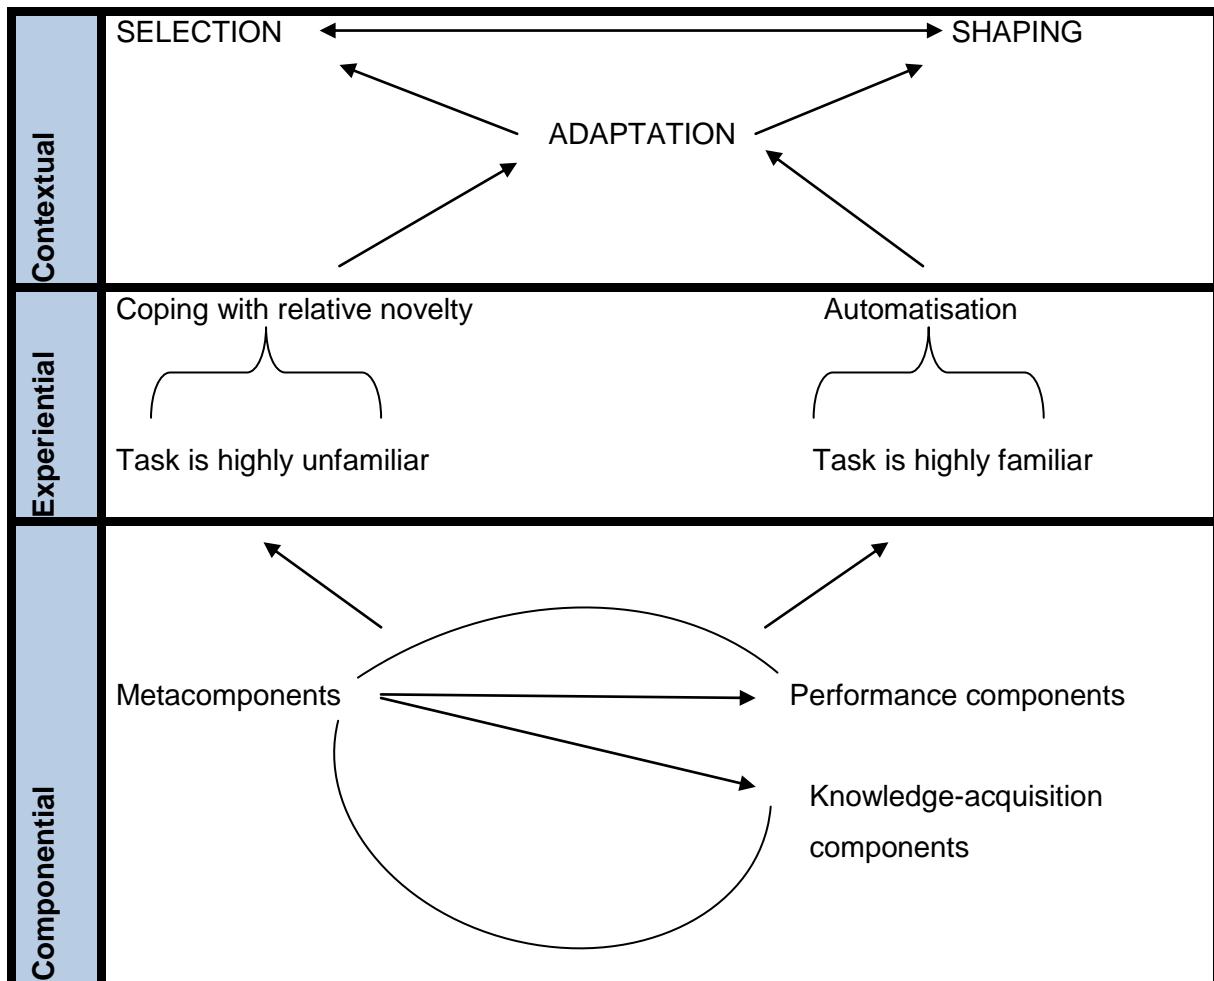 Contextual
SELECTION
SHAPING
ADAPTATION
Experiential
Coping with relative novelty
Automatisation
Task is highly unfamiliar
Task is highly familiar
Componential
Metacomponents
Performance components
Knowledge-acquisition
components